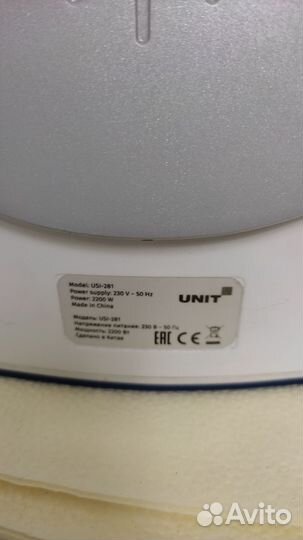 Model: USI-281
Power supply: 230 V ~ 50 Hz
Power: 2200 W
Made in China
UNIT
Модель: USI-281
Напряжение питания: 230 В ~ 50 Гц
Мощность: 2200 Вт
Сделано в Китае
EAC CE
Avito